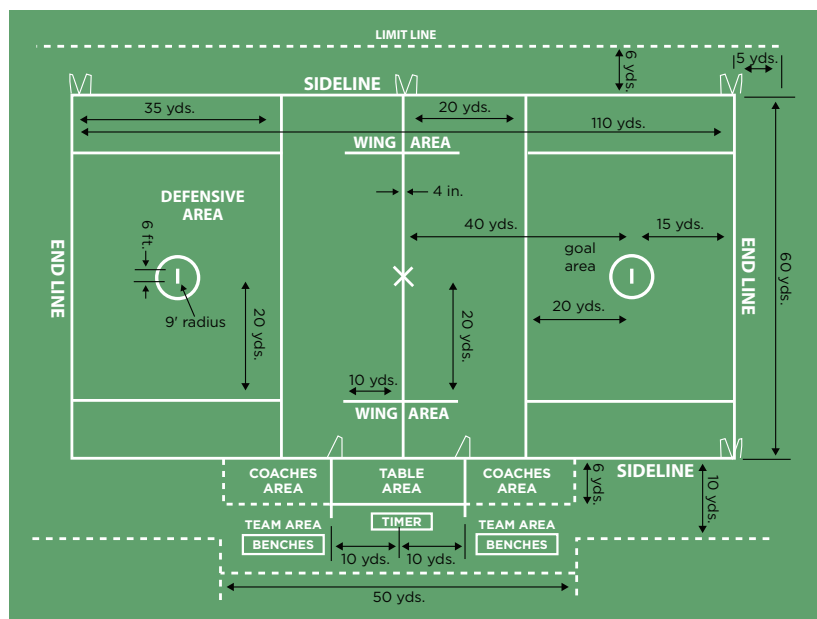 LIMIT LINE
6 yds.
5 yds.
SIDELINE
35 yds.
20 yds.
110 yds.
WING AREA
4 in.
DEFENSIVE
AREA
6 ft.
40 yds.
15 yds.
goal
area
END LINE
END LINE
60 yds.
9' radius
20 yds.
20 yds.
20 yds.
10 yds.
WING AREA
COACHES
AREA
TABLE
AREA
COACHES
AREA
6 yds.
SIDELINE
10 yds.
TEAM AREA
BENCHES
TIMER
TEAM AREA
BENCHES
10 yds.
10 yds.
50 yds.